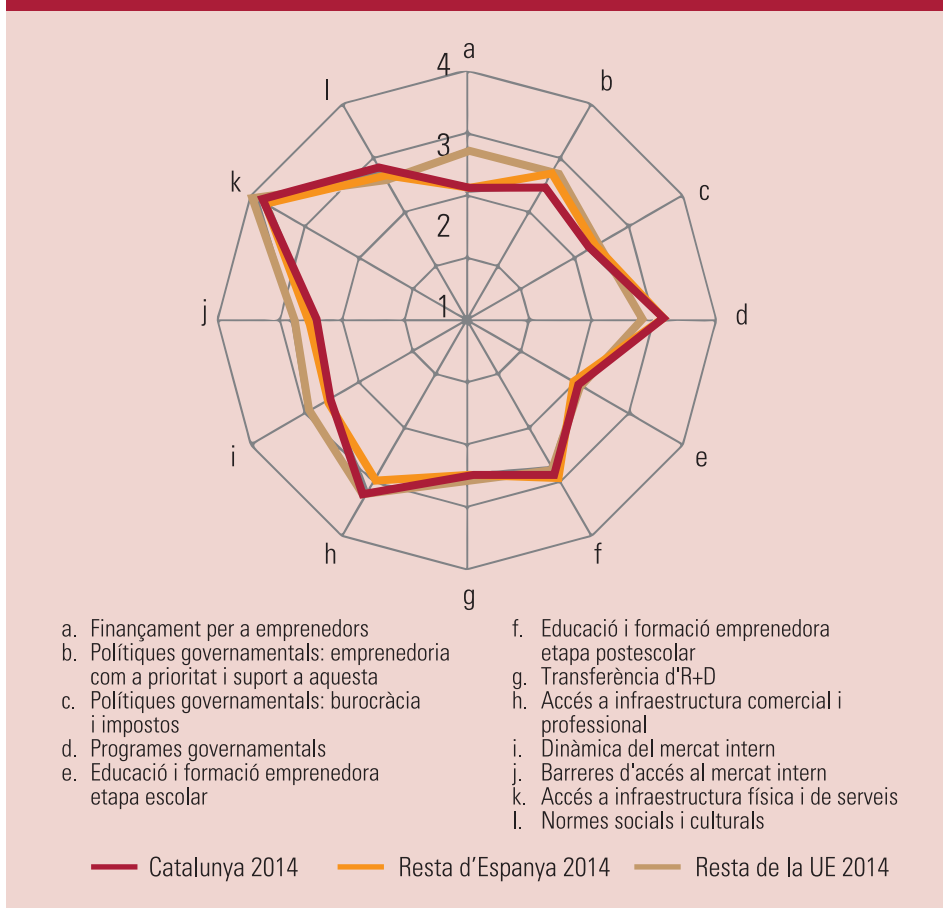 a
4
l
b
3
k
c
2
j
1
d
i
e
h
f
g
a. Finançament per a emprenedors
b. Polítiques governamentals: emprenedoria
com a prioritat i suport a aquesta
c. Polítiques governamentals: burocràcia
i impostos
d. Programes governamentals
e. Educació i formació emprenedora
etapa escolar
f. Educació i formació emprenedora
etapa postescolar
g. Transferència d'R+D
h. Accés a infraestructura comercial i
professional
i. Dinàmica del mercat intern
j. Barreres d'accés al mercat intern
k. Accés a infraestructura física i de serveis
l. Normes socials i culturals
Catalunya 2014 Resta d’Espanya 2014 Resta de la UE 2014